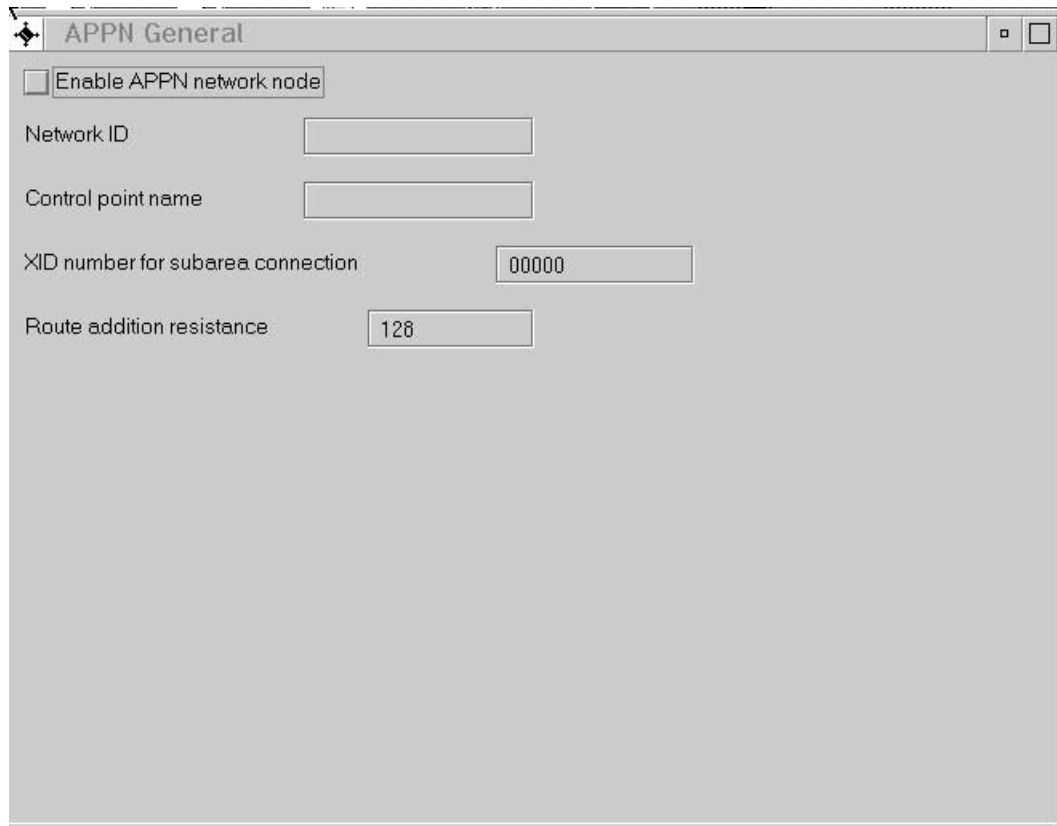 APPN General
Enable APPN network node
Network ID
Control point name
XID number for subarea connection 00000
Route addition resistance 128